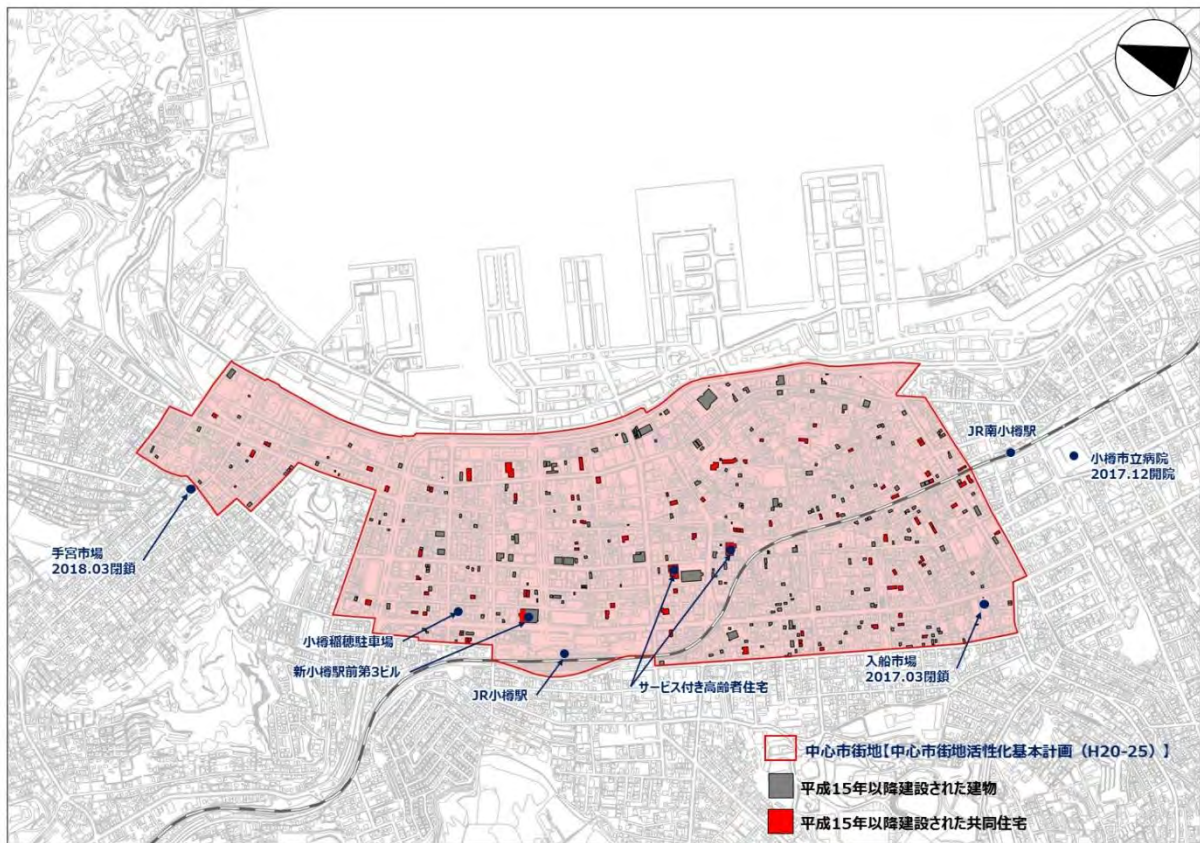 JR南小樽駅
小樽市立病院
2017.12開院
手宮市場
2018.03閉鎖
小樽稲穂駐車場
新小樽駅前第3ビル
JR小樽駅
サービス付き高齢者住宅
入船市場
2017.03閉鎖
中心市街地【中心市街地活性化基本計画（H20-25）】
平成15年以降建設された建物
平成15年以降建設された共同住宅